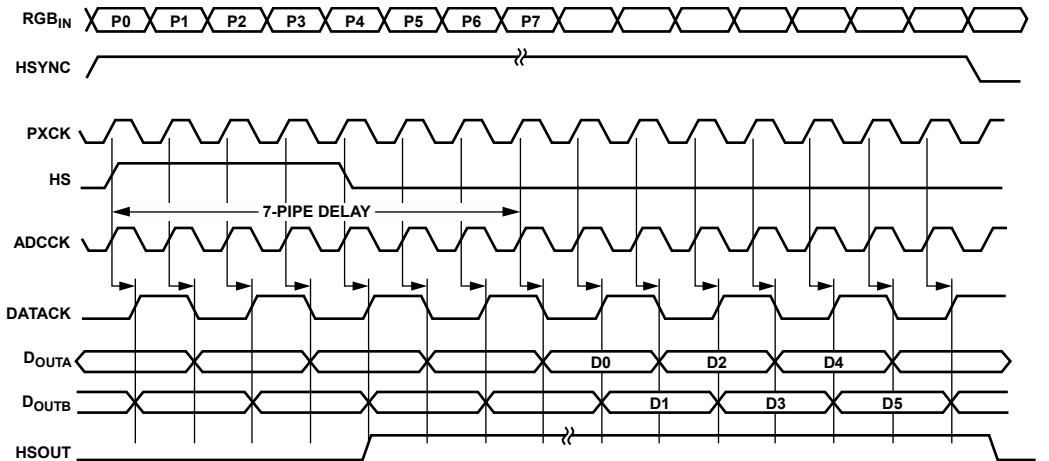 RGBIN P0 P1 P2 P3 P4 P5 P6 P7
HSYNC
PXCK
HS
7-PIPE DELAY
ADCCK
DATACK
DOUTA D0 D2 D4
DOUTB D1 D3 D5
HSOUT